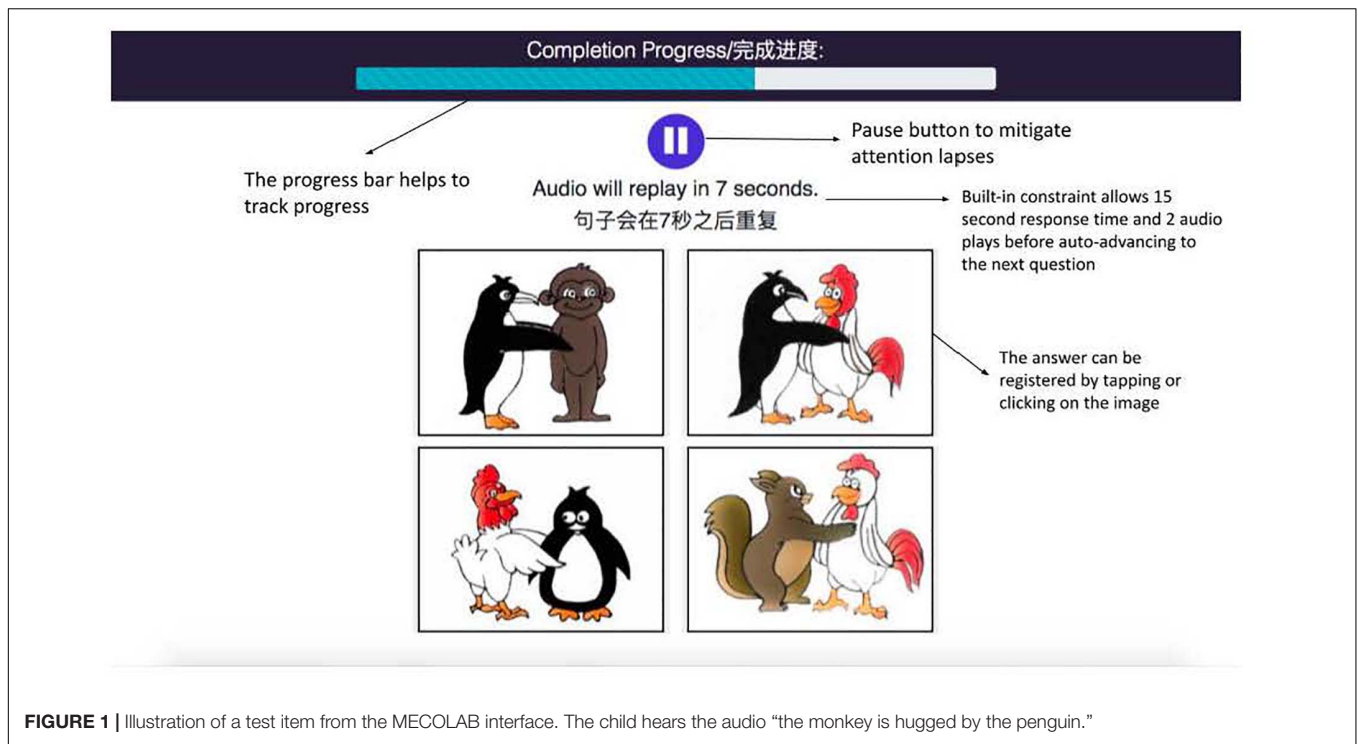 Completion Progress/完成进度:
The progress bar helps to
track progress
Pause button to mitigate
attention lapses
Audio will replay in 7 seconds.
句子会在7秒之后重复
Built-in constraint allows 15
second response time and 2 audio
plays before auto-advancing to
the next question
The answer can be
registered by tapping or
clicking on the image
FIGURE 1 | Illustration of a test item from the MECOLAB interface. The child hears the audio “the monkey is hugged by the penguin.”